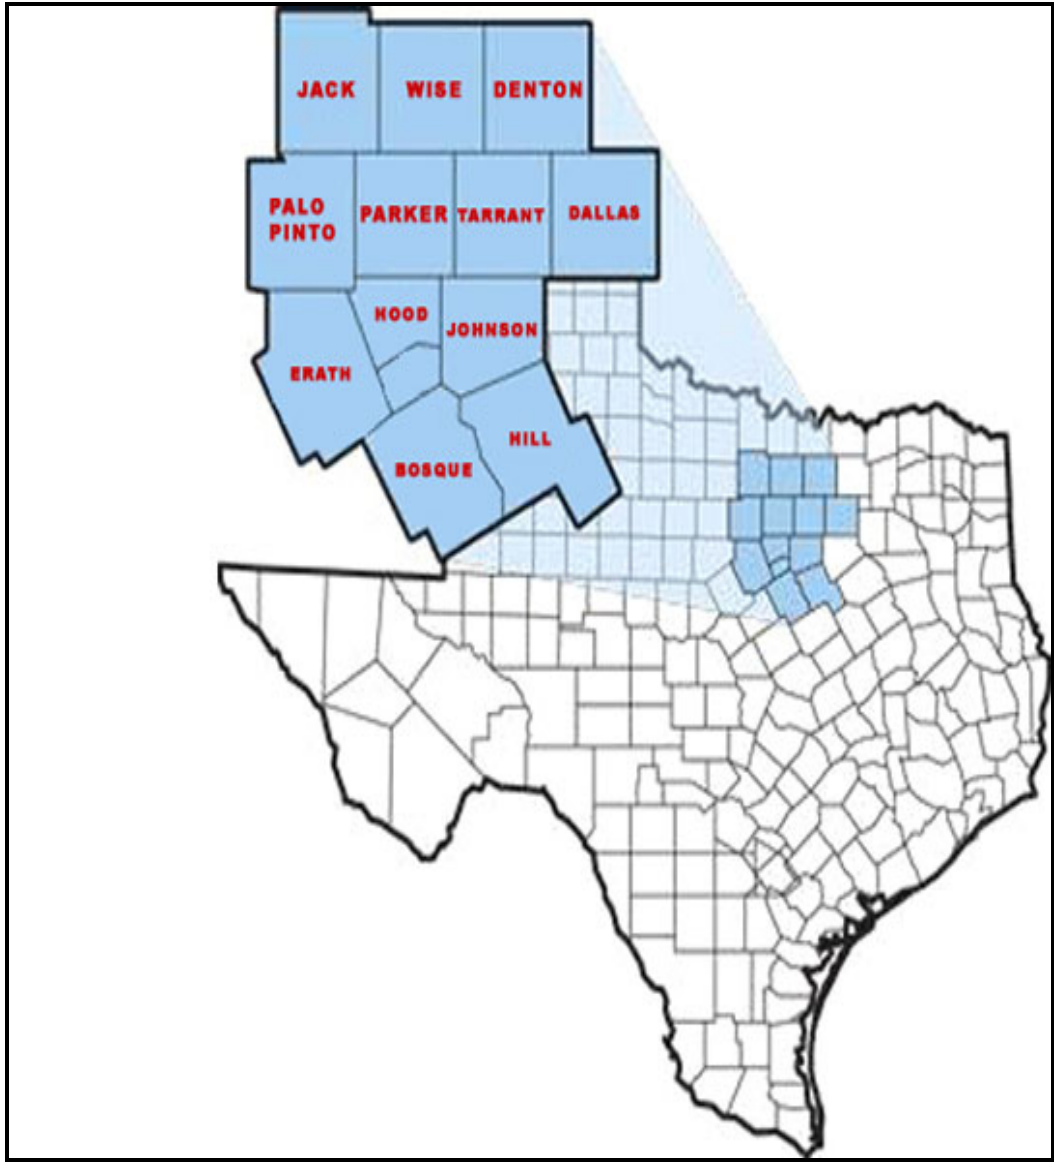 JACK
WISE
DENTON
PALO
PINTO
PARKER
TARRANT
DALLAS
HOOD
JOHNSON
ERATH
HILL
BOSQUE